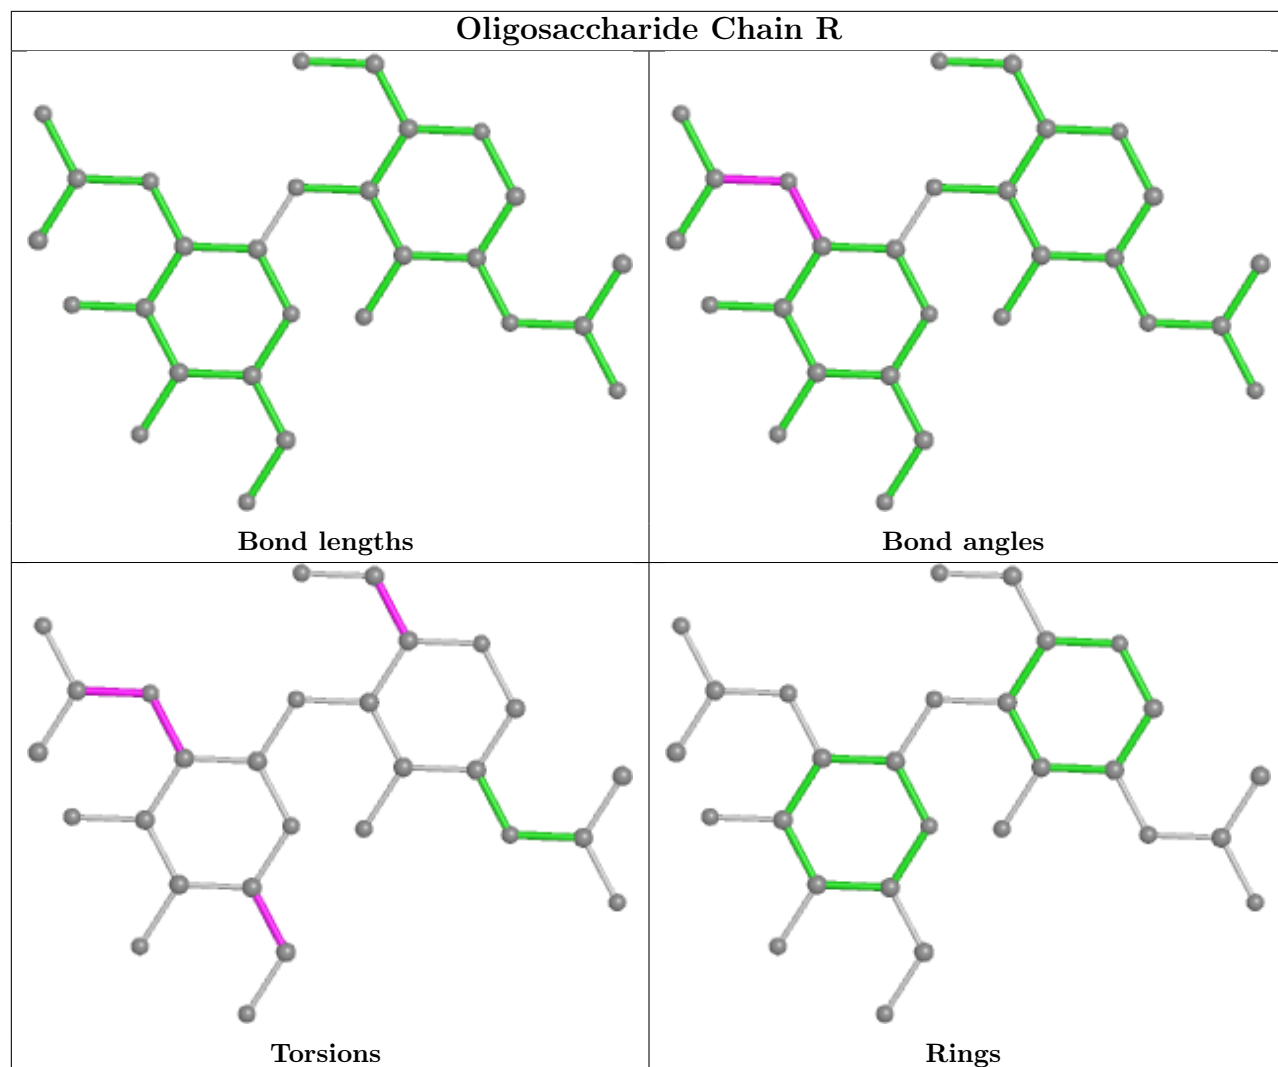 Oligosaccharide Chain R
Bond lengths
Bond angles
Torsions
Rings